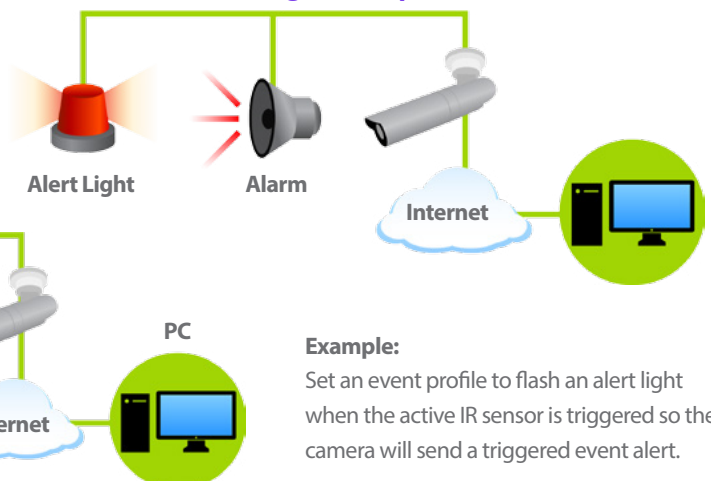 Alert Light
Alarm
Internet
PC
Example:
Set an event profile to flash an alert light
when the active IR sensor is triggered so the
camera will send a triggered event alert.